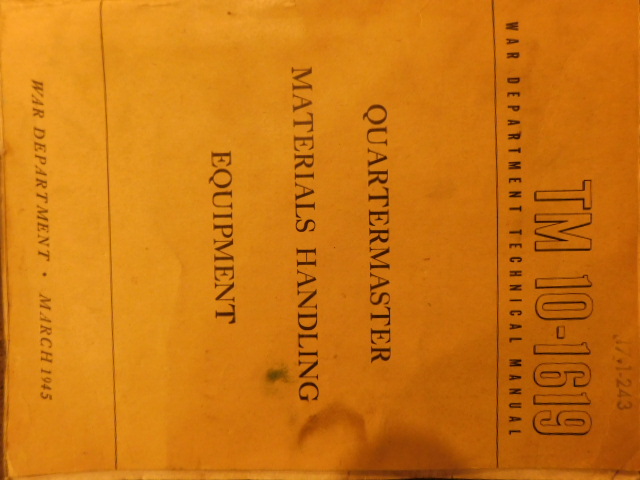 TM 10-1619
WAR DEPARTMENT TECHNICAL MANUAL
QUARTERMASTER
MATERIALS HANDLING
EQUIPMENT
WAR DEPARTMENT • MARCH 1945